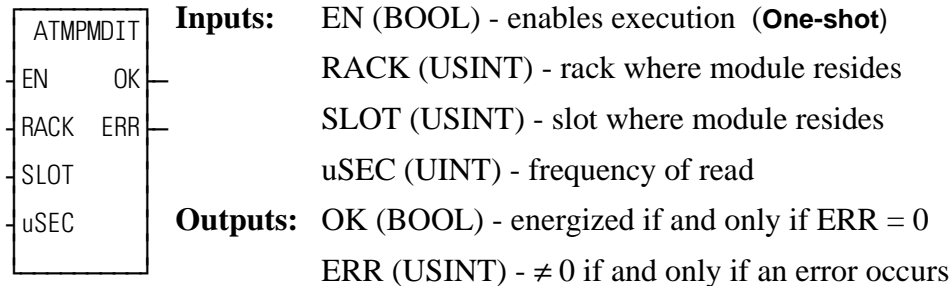 ATMPMDIT
EN OK
RACK ERR
SLOT
uSEC
Inputs: EN (BOOL) - enables execution (One-shot)
RACK (USINT) - rack where module resides
SLOT (USINT) - slot where module resides
uSEC (UINT) - frequency of read
Outputs: OK (BOOL) - energized if and only if ERR = 0
ERR (USINT) - ≠ 0 if and only if an error occurs